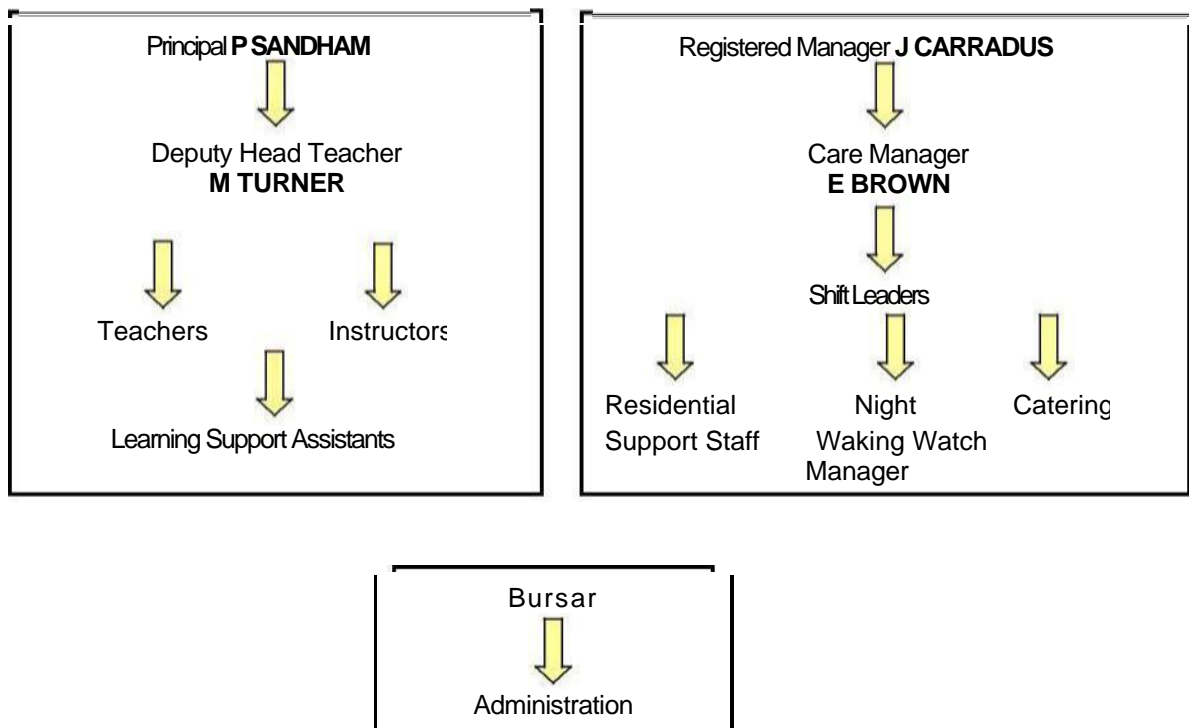 Principal P SANDHAM
Deputy Head Teacher
M TURNER
Teachers
Instructors
Learning Support Assistants
Registered Manager J CARRADUS
Care Manager
E BROWN
Shift Leaders
Residential
Support Staff
Night
Waking Watch
Manager
Catering
Bursar
Administration